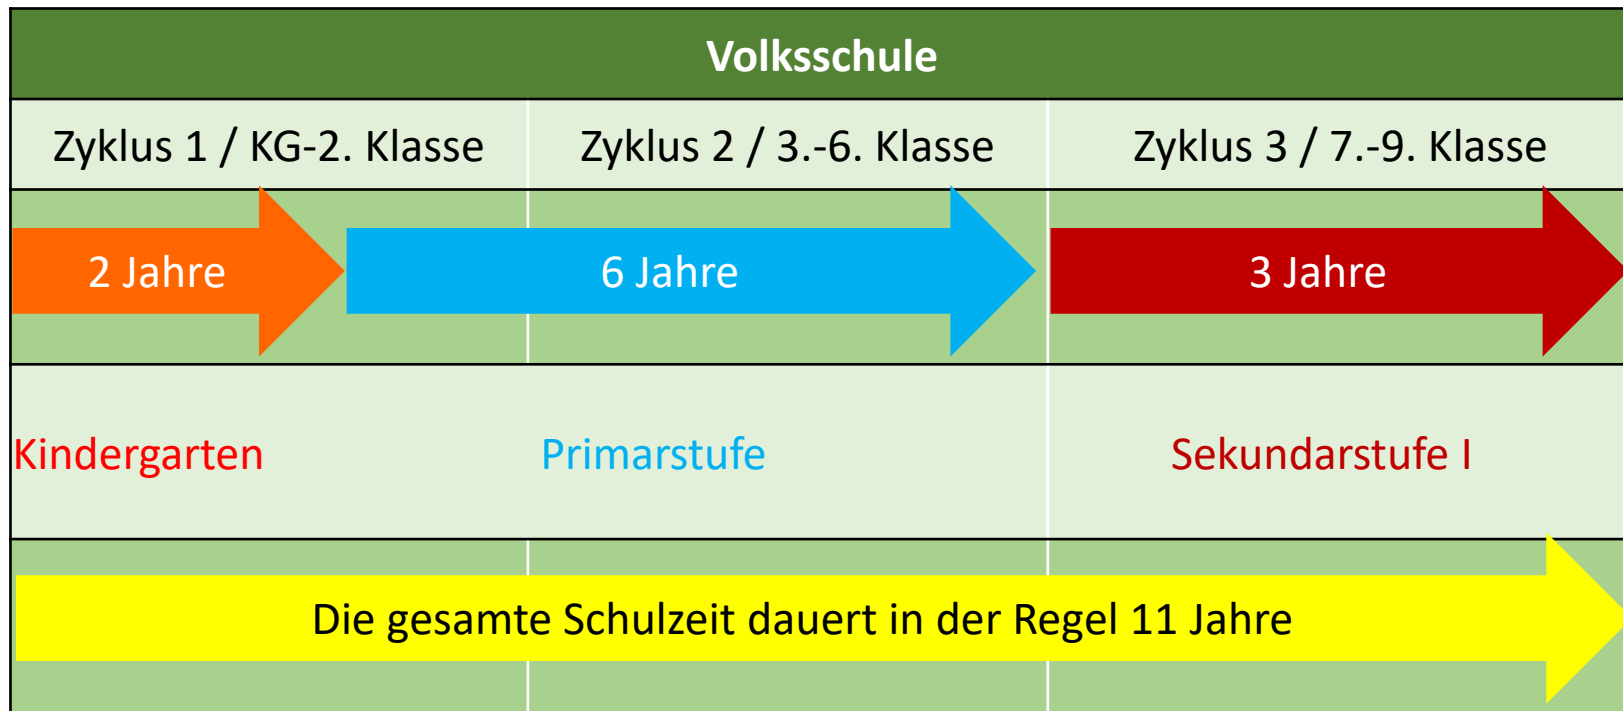 Volksschule
Zyklus 1 / KG-2. Klasse
Zyklus 2 / 3.-6. Klasse
Zyklus 3 / 7.-9. Klasse
2 Jahre
6 Jahre
3 Jahre
Kindergarten
Primarstufe
Sekundarstufe I
Die gesamte Schulzeit dauert in der Regel 11 Jahre